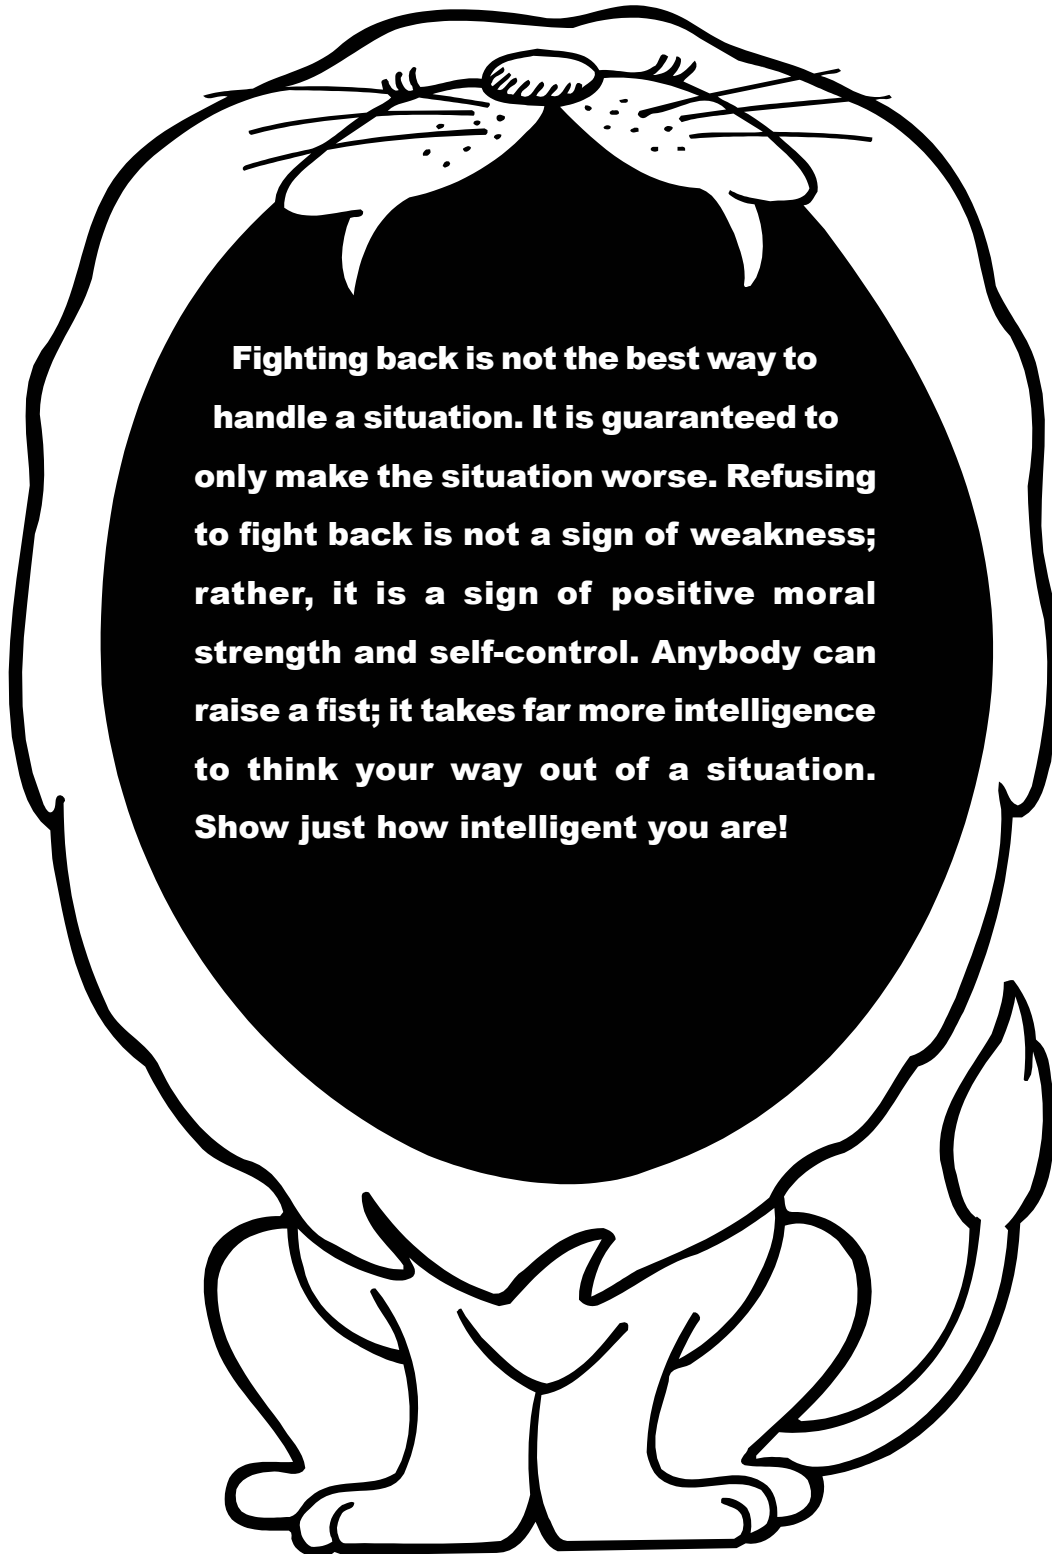 Fighting back is not the best way to
handle a situation. It is guaranteed to
only make the situation worse. Refusing
to fight back is not a sign of weakness;
rather, it is a sign of positive moral
strength and self-control. Anybody can
raise a fist; it takes far more intelligence
to think your way out of a situation.
Show just how intelligent you are!